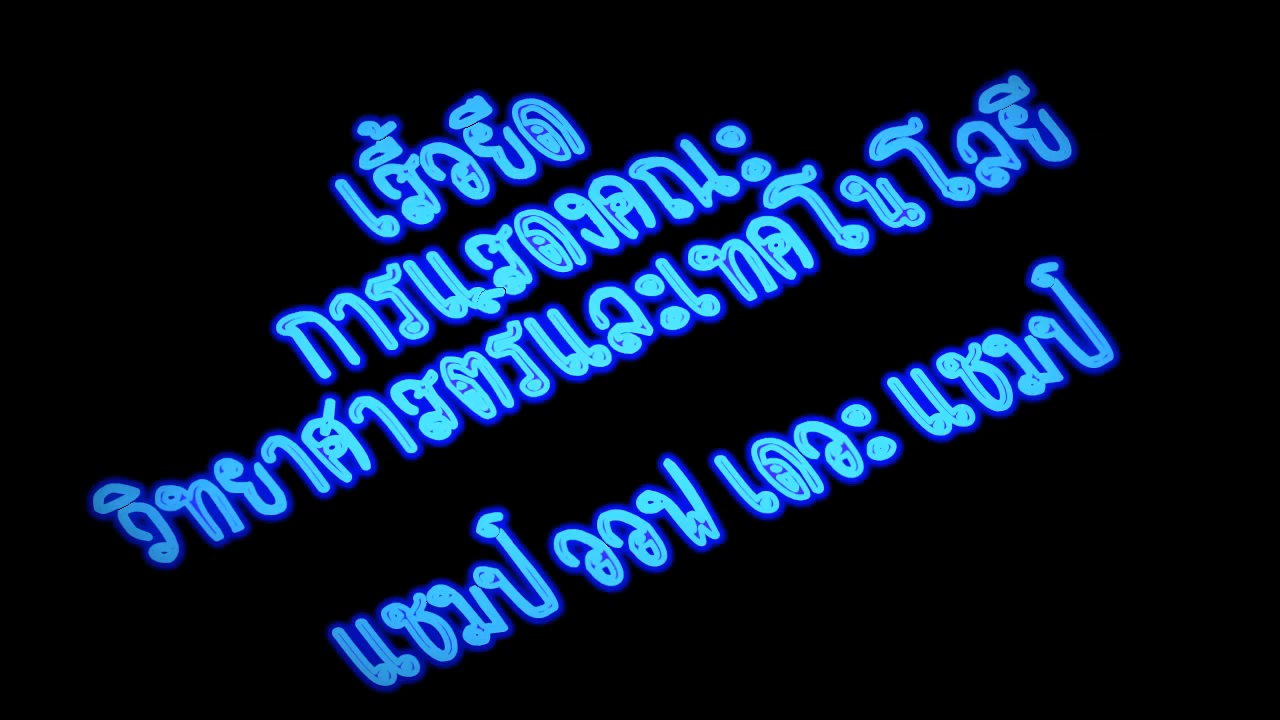 เสื้อยืด
การแสดงคณะ
วิทยาศาสตรและเทคโนโลยี
แชมป์ ออฟ เดอะ แชมป์